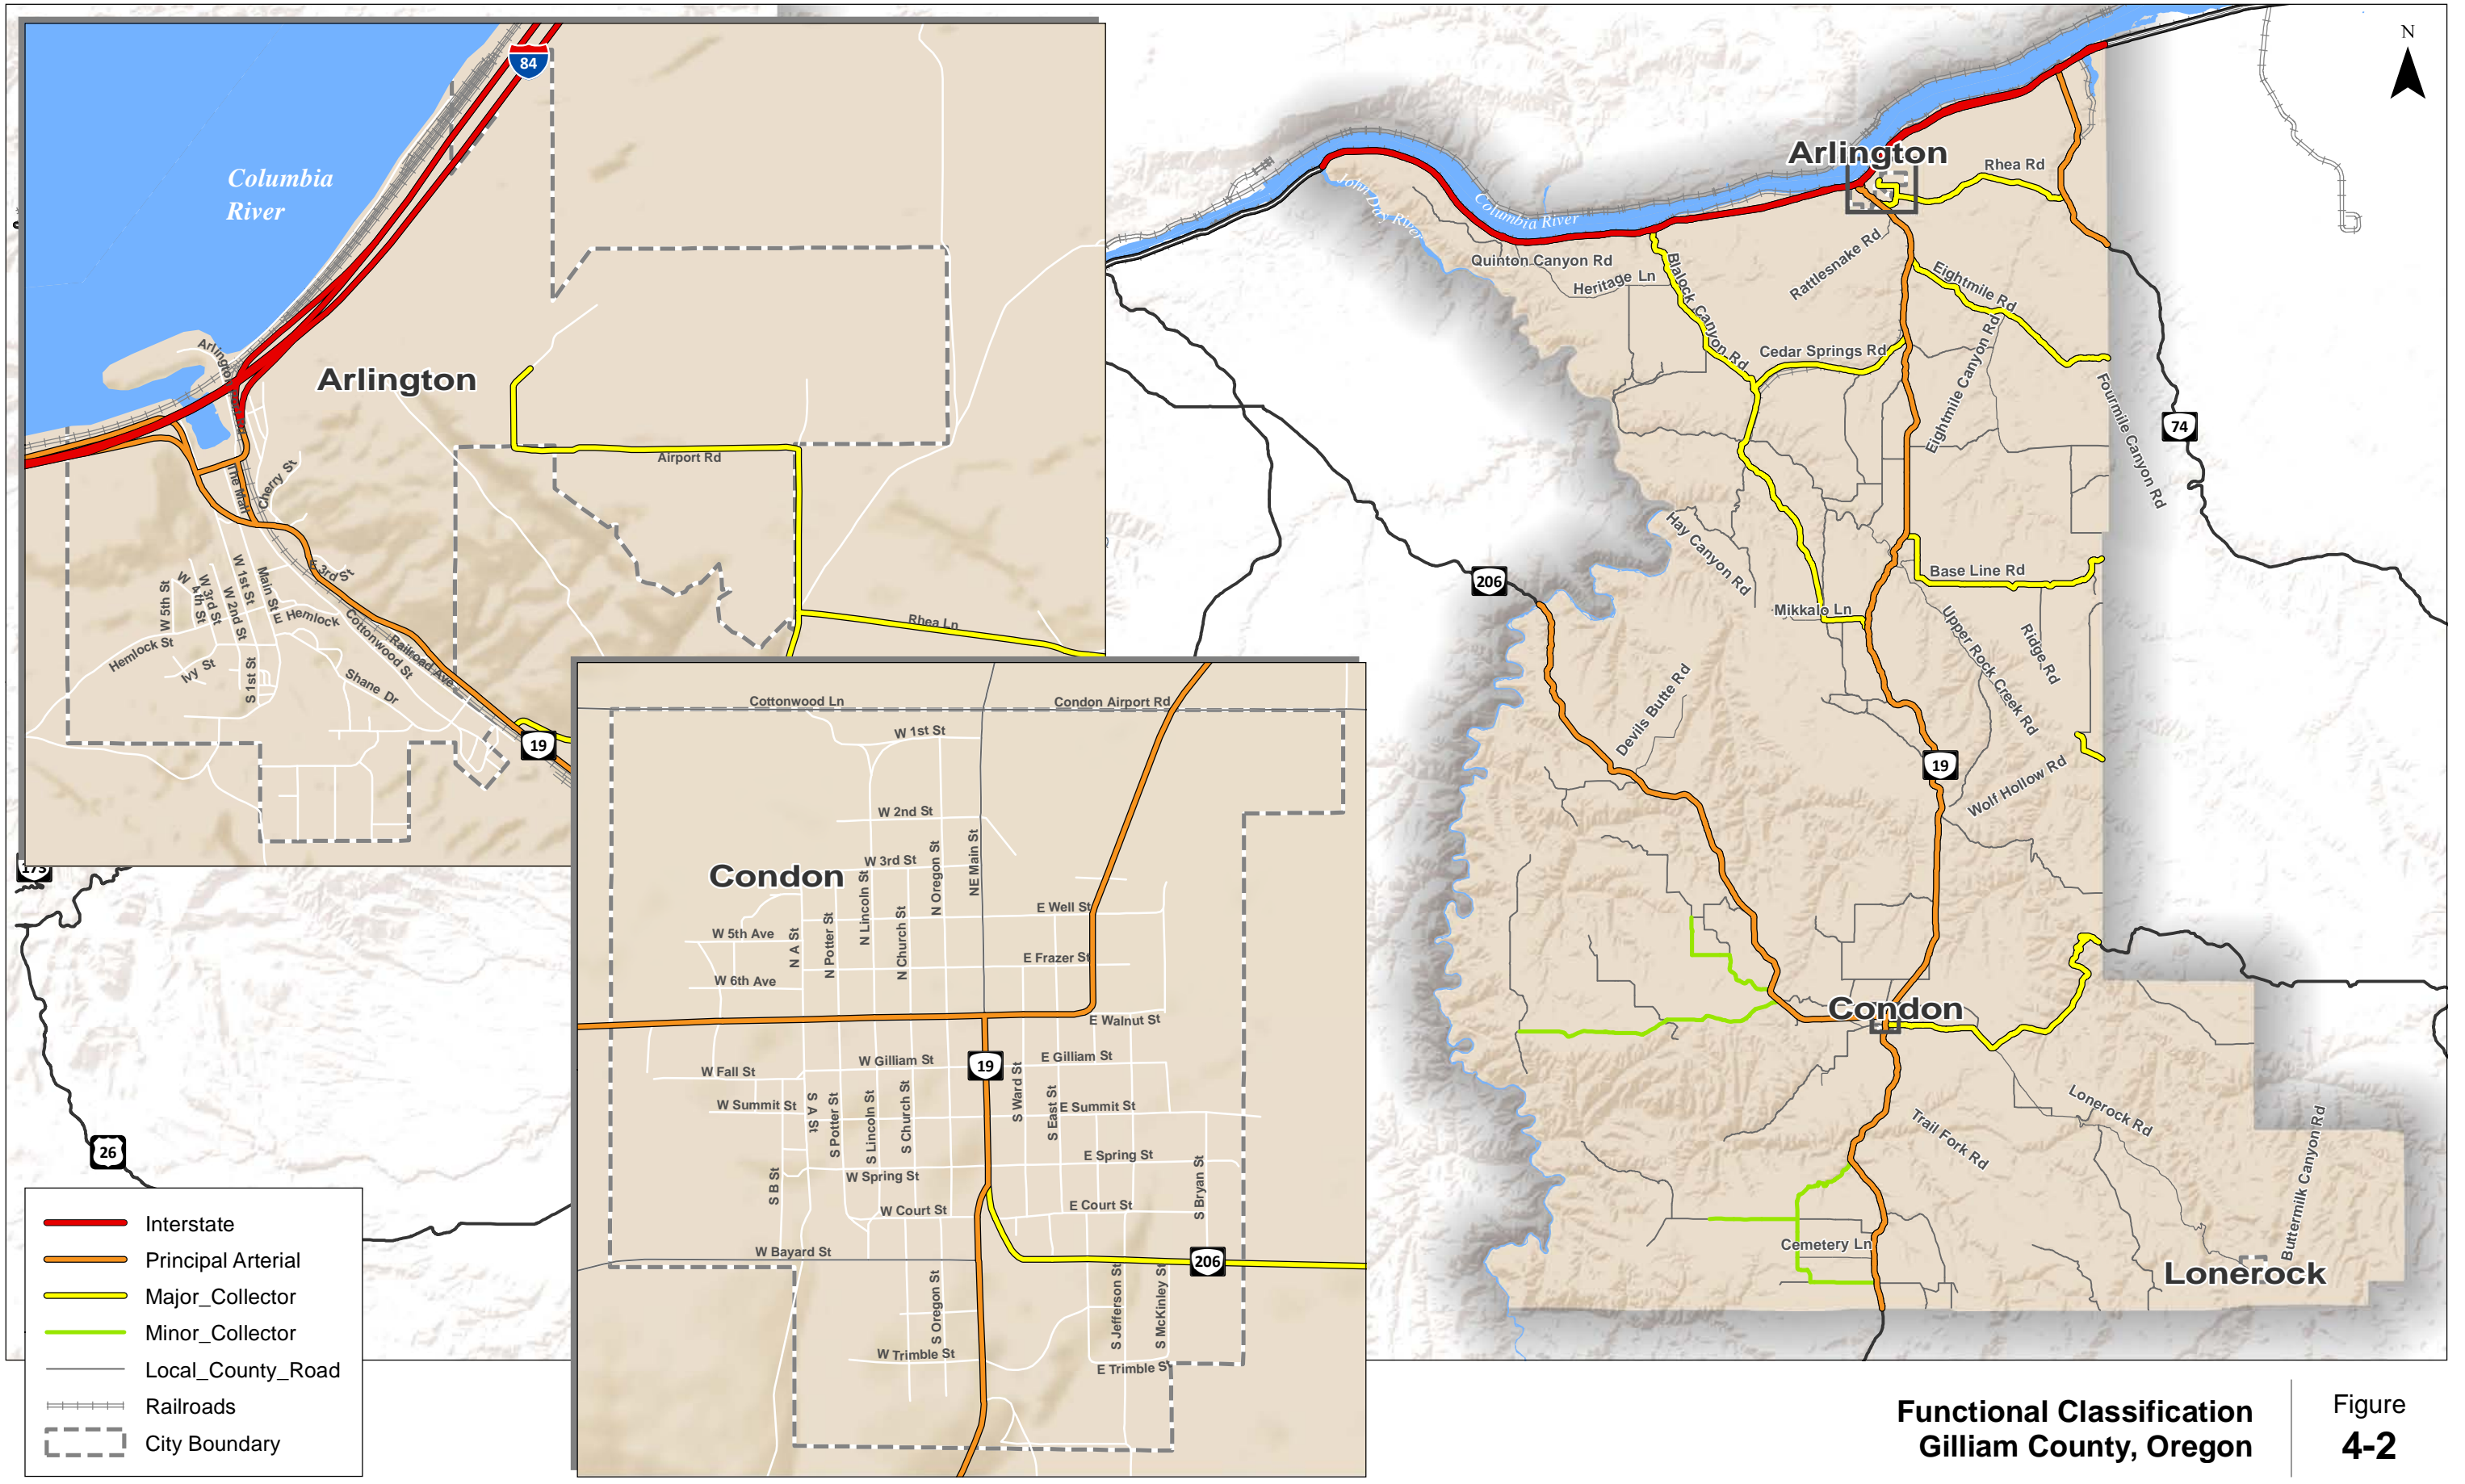 84
Columbia
River
Arlington
Arlington
Airport Rd
The Mall
Cherry St
E 3rd St
W 5th St
W 4th St
W 3rd St
W 2nd St
W 1st St
Main St
E Hemlock
Hemlock St
Ivy St
S 1st St
Cottonwood St
Railroad Ave
Shane Dr
Rhea Ln
19
Cottonwood Ln
Condon Airport Rd
W 1st St
W 2nd St
W 3rd St
Condon
N Lincoln St
N Oregon St
NE Main St
E Well St
W 5th Ave
N A St
N Potter St
N Church St
E Frazer St
W 6th Ave
E Walnut St
W Gilliam St
19
E Gilliam St
W Fall St
S Ward St
S East St
W Summit St
S A St
S Potter St
S Lincoln St
S Church St
E Summit St
E Spring St
W Spring St
S B St
S Bryan St
W Court St
E Court St
W Bayard St
206
S Oregon St
S Jefferson St
S McKinley St
W Trimble St
E Trimble St
N
Arlington
Rhea Rd
John Day River
Columbia River
Quinton Canyon Rd
Heritage Ln
Blalock Canyon Rd
Rattlesnake Rd
Eightmile Rd
Cedar Springs Rd
Eightmile Canyon Rd
Fourmile Canyon Rd
74
Hay Canyon Rd
206
Base Line Rd
Mikkalo Ln
Upper Rock Creek Rd
Ridge Rd
Devils Butte Rd
19
Wolf Hollow Rd
Condon
Lonerock Rd
Trail Fork Rd
Buttermilk Canyon Rd
Cemetery Ln
Lonerock
26
Interstate
Principal Arterial
Major_Collector
Minor_Collector
Local_County_Road
Railroads
City Boundary
Functional Classification
Gilliam County, Oregon
Figure
4-2